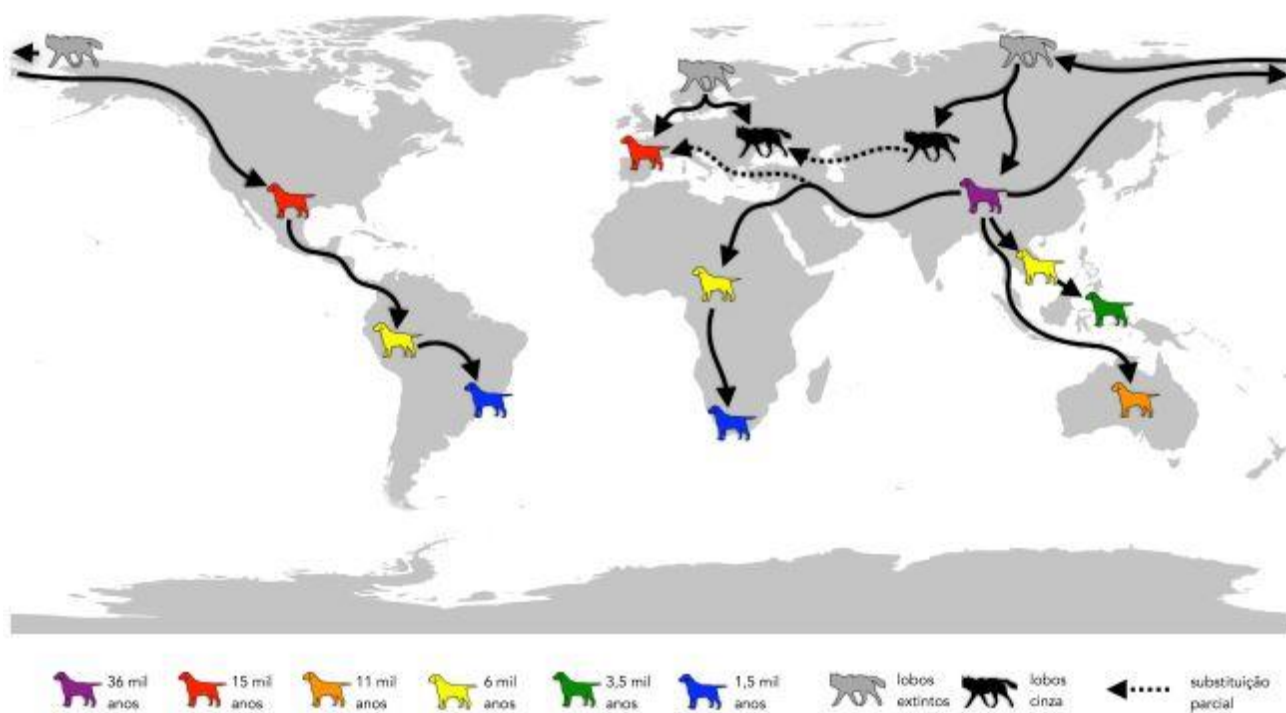 36 mil
anos
15 mil
anos
11 mil
anos
6 mil
anos
3,5 mil
anos
1,5 mil
anos
lobos
extintos
lobos
cinza
substituição
parcial